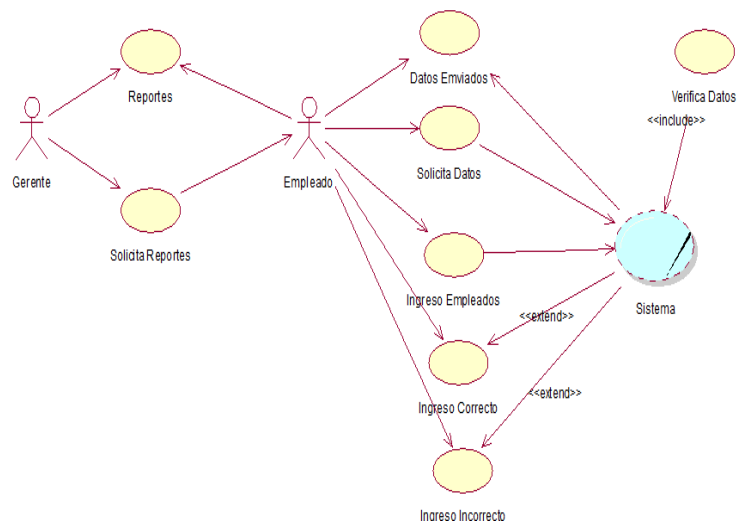 Datos Emviados
Reportes
Verifica Datos
<<include>>
Gerente
Empleado
Solicita Datos
Solicita Reportes
Ingreso Empleados
Sistema
<<extend>>
<<extend>>
Ingreso Correcto
Ingreso Incorrecto